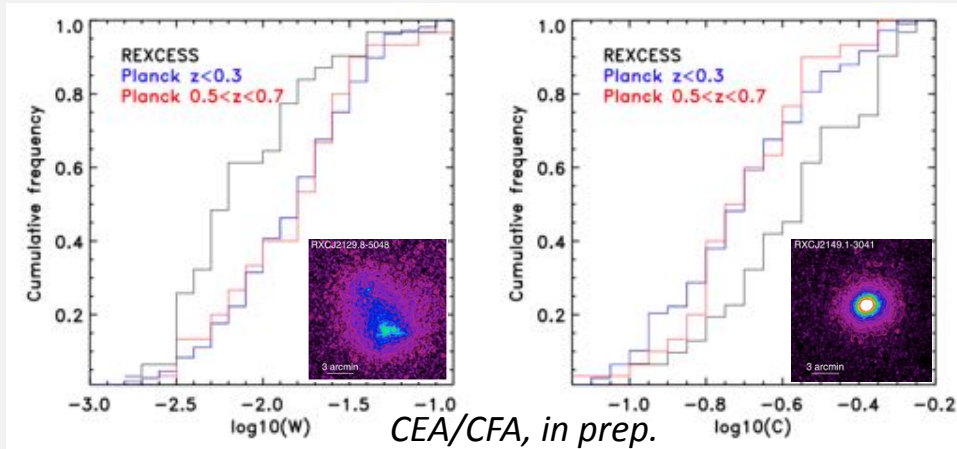 REXCESS
Planck z<0.3
Planck 0.5<z<0.7
Cumulative frequency
1.0
0.8
0.6
0.4
0.2
RXCJ2129.8-5048
3 arcmin
-3.0 -2.5 -2.0 -1.5 -1.0
log10(W)
REXCESS
Planck z<0.3
Planck 0.5<z<0.7
Cumulative frequency
1.0
0.8
0.6
0.4
0.2
RXCJ2149.1-3041
3 arcmin
-1.0 -0.8 -0.6 -0.4 -0.2
log10(C)
CEA/CFA, in prep.